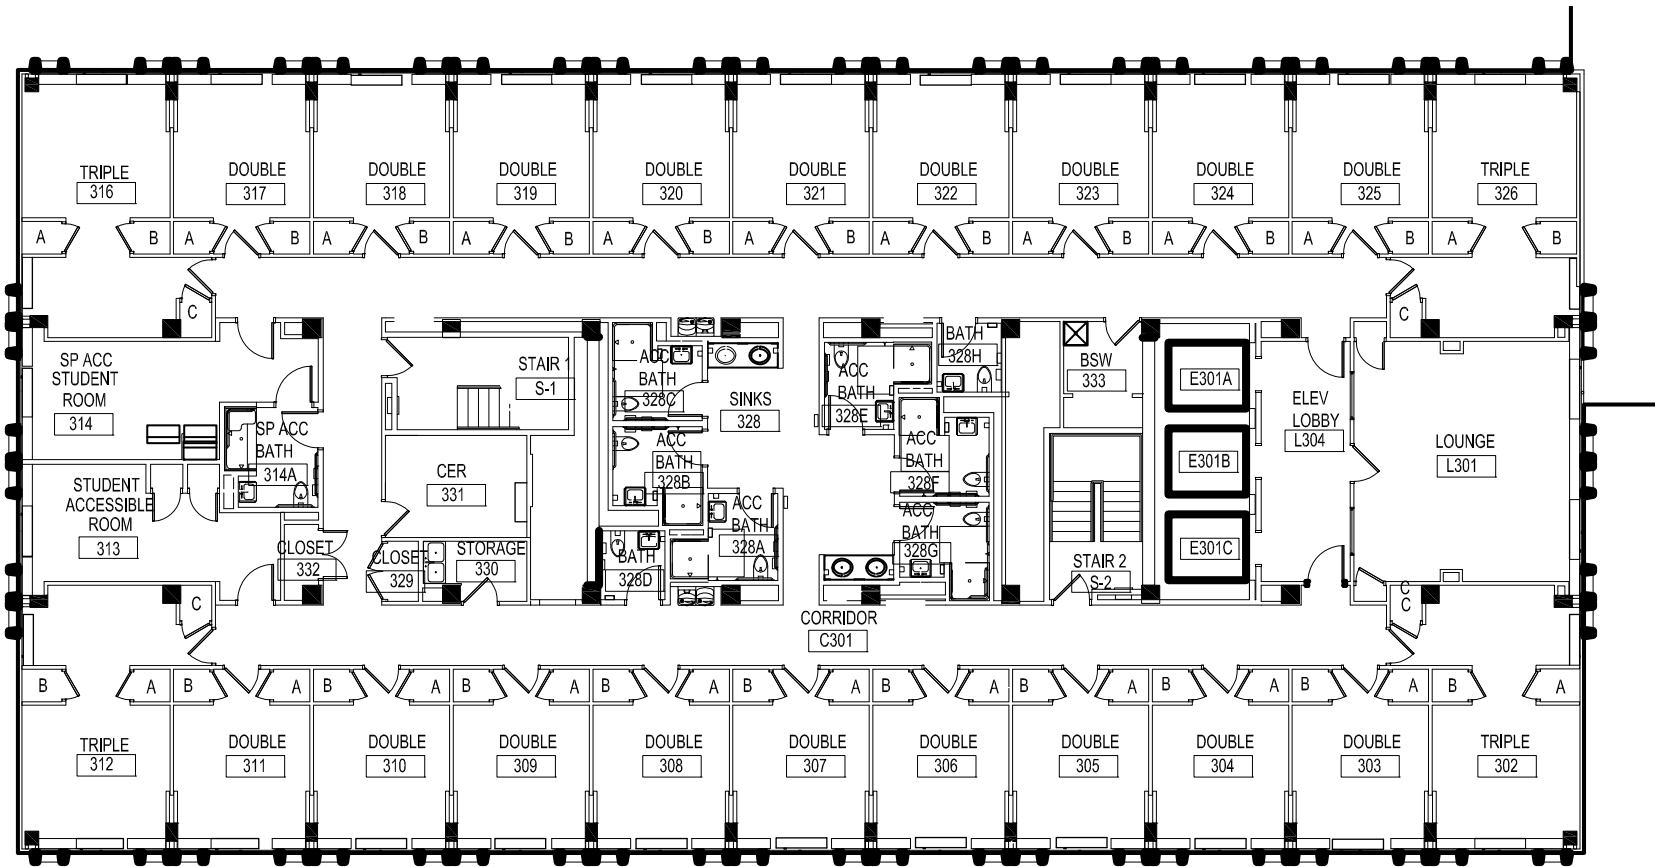 TRIPLE
316
DOUBLE
317
DOUBLE
318
DOUBLE
319
DOUBLE
320
DOUBLE
321
DOUBLE
322
DOUBLE
323
DOUBLE
324
DOUBLE
325
TRIPLE
326
A B A B A B A B A B A B A B A B A B A B A B
C
C
SP ACC
STUDENT
ROOM
314
SP ACC
BATH
314A
STUDENT
ACCESSIBLE
ROOM
313
CLOSET
332
STAIR 1
S-1
CER
331
CLOSET
329
STORAGE
330
ACC
BATH
328C
ACC
BATH
328B
ACC
BATH
328A
BATH
328D
SINKS
328
ACC
BATH
328E
BATH
328H
ACC
BATH
328F
ACC
BATH
328G
BSW
333
STAIR 2
S-2
E301A
E301B
E301C
ELEV
LOBBY
L304
LOUNGE
L301
CORRIDOR
C301
C
C
C
B A B A B A B A B A B A B A B A B A B A B A
TRIPLE
312
DOUBLE
311
DOUBLE
310
DOUBLE
309
DOUBLE
308
DOUBLE
307
DOUBLE
306
DOUBLE
305
DOUBLE
304
DOUBLE
303
TRIPLE
302